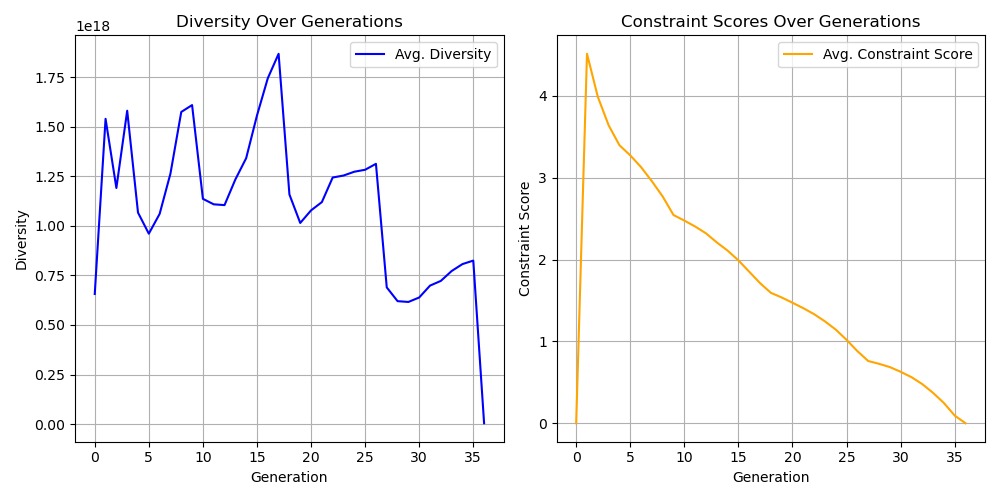 Diversity Over Generations
1e18
Avg. Diversity
1.75
1.50
1.25
1.00
0.75
0.50
0.25
0.00
Diversity
0 5 10 15 20 25 30 35
Generation
Constraint Scores Over Generations
Avg. Constraint Score
4
3
2
1
0
Constraint Score
0 5 10 15 20 25 30 35
Generation